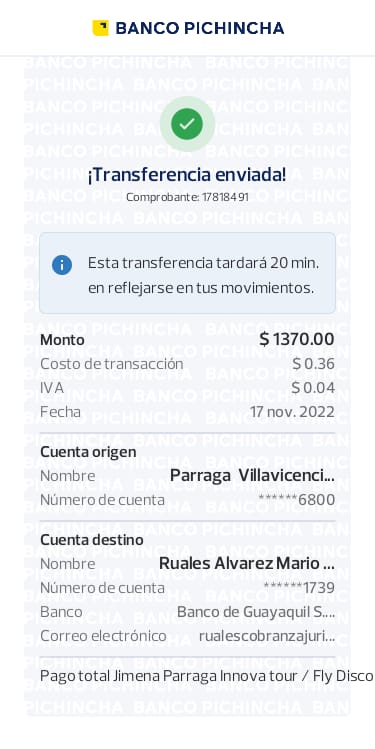 BANCO PICHINCHA
¡Transferencia enviada!
Comprobante: 17818491
Esta transferencia tardará 20 min.
en reflejarse en tus movimientos.
Monto $ 1370.00
Costo de transacción $ 0.36
IVA $ 0.04
Fecha 17 nov. 2022
Cuenta origen
Nombre Parraga Villavicenci...
Número de cuenta ******6800
Cuenta destino
Nombre Ruales Alvarez Mario ...
Número de cuenta ******1739
Banco Banco de Guayaquil S....
Correo electrónico rualescobranzajuri...
Pago total Jimena Parraga Innova tour / Fly Disco